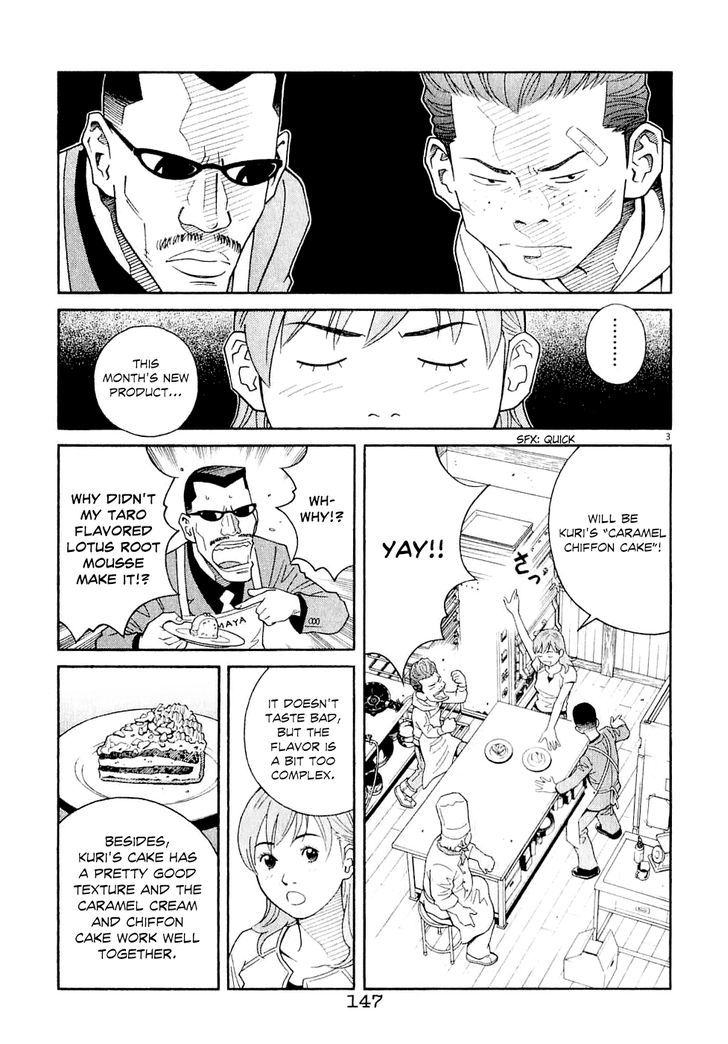 THIS
MONTH'S NEW
PRODUCT...
.........
3
SFX: QUICK
WILL BE
KURI'S "CARAMEL
CHIFFON CAKE"!
YAY!!
さっ
WH-
WHY!?
WHY DIDN'T
MY TARO
FLAVORED
LOTUS ROOT
MOUSSE
MAKE IT!?
MAYA
IT DOESN'T
TASTE BAD,
BUT THE
FLAVOR IS
A BIT TOO
COMPLEX.
BESIDES,
KURI'S CAKE HAS
A PRETTY GOOD
TEXTURE AND THE
CARAMEL CREAM
AND CHIFFON
CAKE WORK WELL
TOGETHER.
147